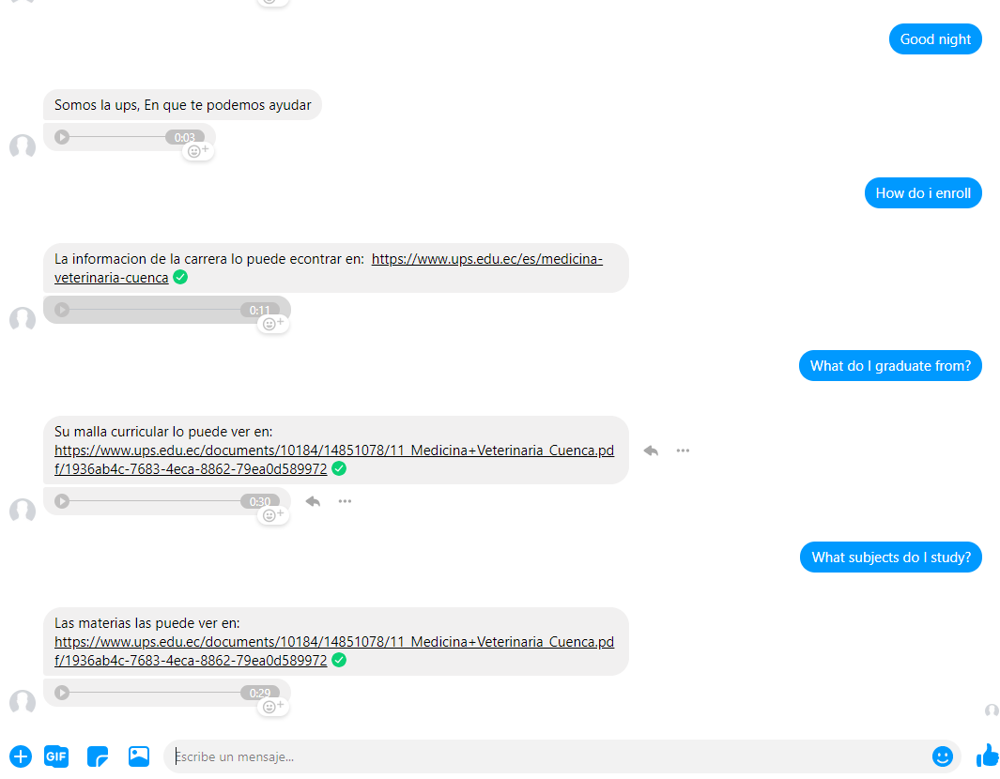 Good night
Somos la ups, En que te podemos ayudar
0:03
How do i enroll
La informacion de la carrera lo puede econtrar en: https://www.ups.edu.ec/es/medicina-
veterinaria-cuenca
0:11
What do I graduate from?
Su malla curricular lo puede ver en:
https://www.ups.edu.ec/documents/10184/14851078/11_Medicina+Veterinaria_Cuenca.pd
f/1936ab4c-7683-4eca-8862-79ea0d589972
0:30
What subjects do I study?
Las materias las puede ver en:
https://www.ups.edu.ec/documents/10184/14851078/11_Medicina+Veterinaria_Cuenca.pd
f/1936ab4c-7683-4eca-8862-79ea0d589972
0:29
GIF
Escribe un mensaje...